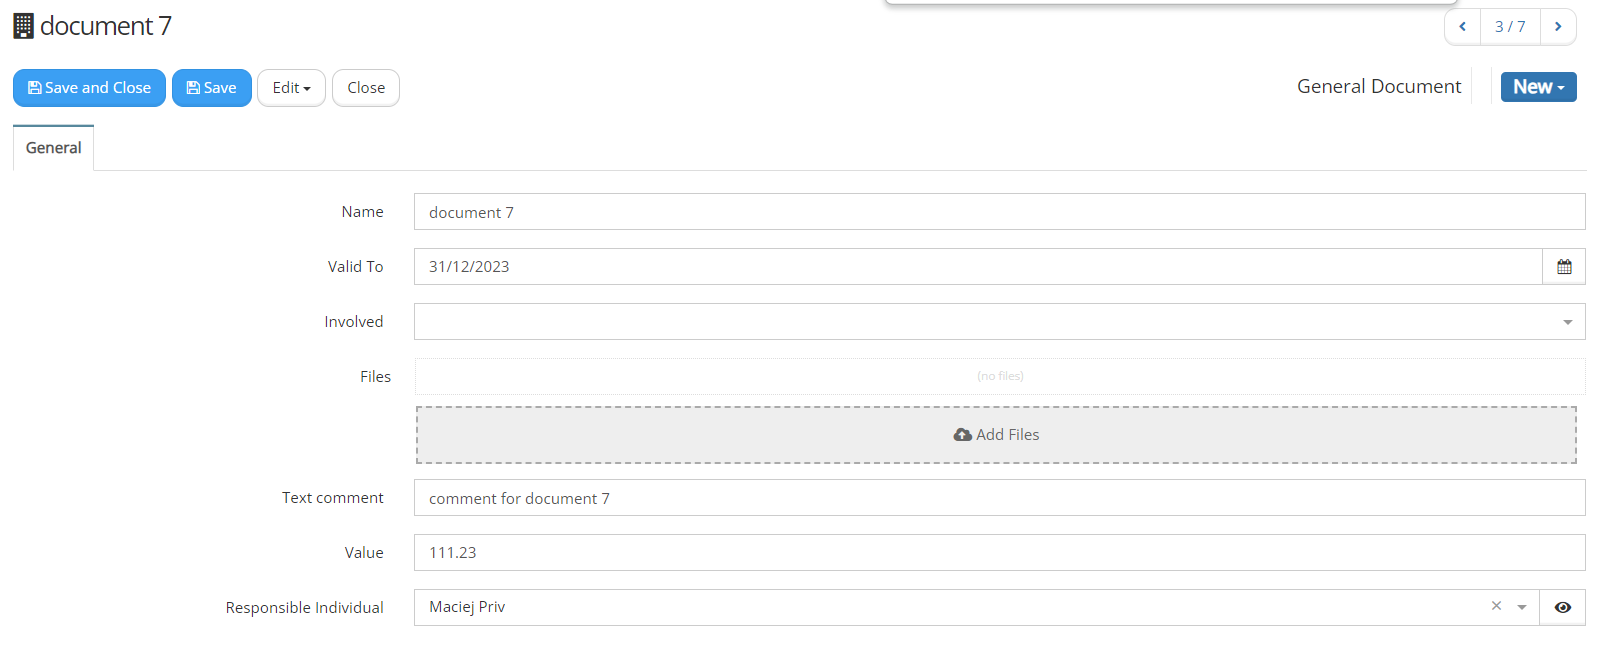 document 7
3 / 7
Save and Close Save Edit Close
General Document New
General
Name document 7
Valid To 31/12/2023
Involved
Files (no files)
Add Files
Text comment comment for document 7
Value 111.23
Responsible Individual Maciej Priv